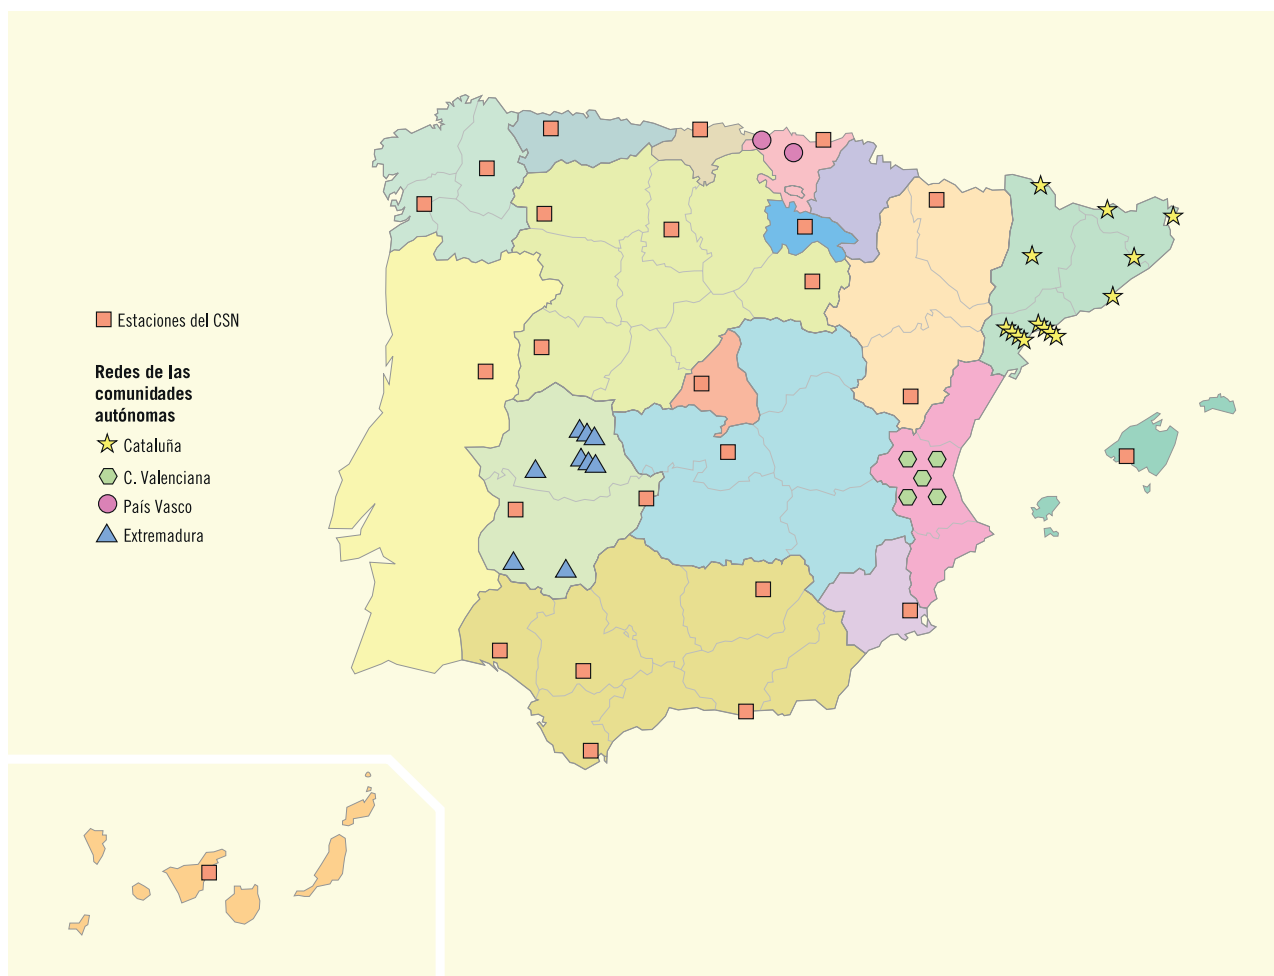 Estaciones del CSN
Redes de las
comunidades
autónomas
Cataluña
C. Valenciana
País Vasco
Extremadura